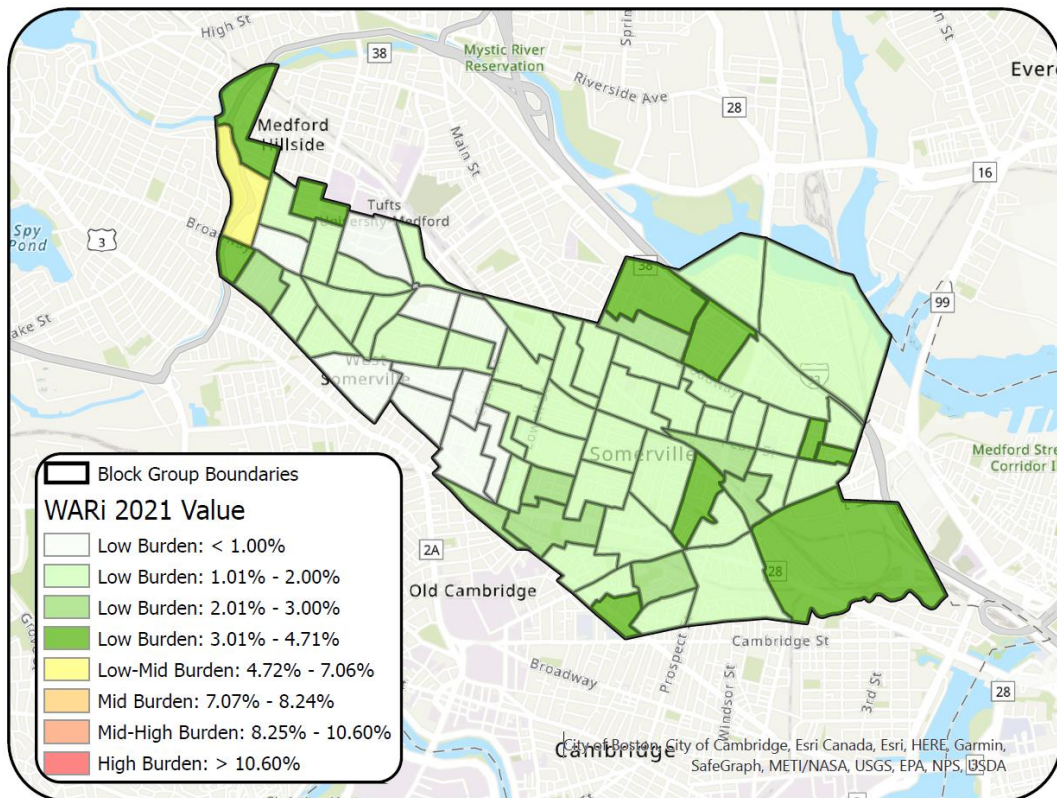 High St
38
Mystic River
Reservation
Riverside Ave
28
Main St
16
Medford
Hillside
Tufts
University Medford
Spy
Pond
3
Broadway
38
99
93
West
Somerville
Somerville
Medford Stre
Corridor I
Block Group Boundaries
WARi 2021 Value
Low Burden: < 1.00%
Low Burden: 1.01% - 2.00%
Low Burden: 2.01% - 3.00%
Low Burden: 3.01% - 4.71%
Low-Mid Burden: 4.72% - 7.06%
Mid Burden: 7.07% - 8.24%
Mid-High Burden: 8.25% - 10.60%
High Burden: > 10.60%
2A
Old Cambridge
28
Cambridge St
Broadway
Prospect
Windsor St
3rd St
28
Cambridge
City of Boston, City of Cambridge, Esri Canada, Esri, HERE, Garmin,
SafeGraph, METI/NASA, USGS, EPA, NPS, USDA